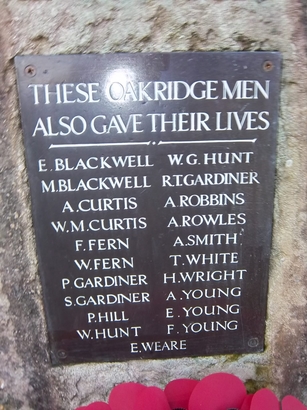 THESE OAKRIDGE MEN
ALSO GAVE THEIR LIVES
E. BLACKWELL W. G. HUNT
M. BLACKWELL R.T. GARDINER
A. CURTIS A. ROBBINS
W. M. CURTIS A. ROWLES
F. FERN A. SMITH
W. FERN T. WHITE
P GARDINER H. WRIGHT
S. GARDINER A. YOUNG
P. HILL E. YOUNG
W. HUNT F. YOUNG
E. WEARE